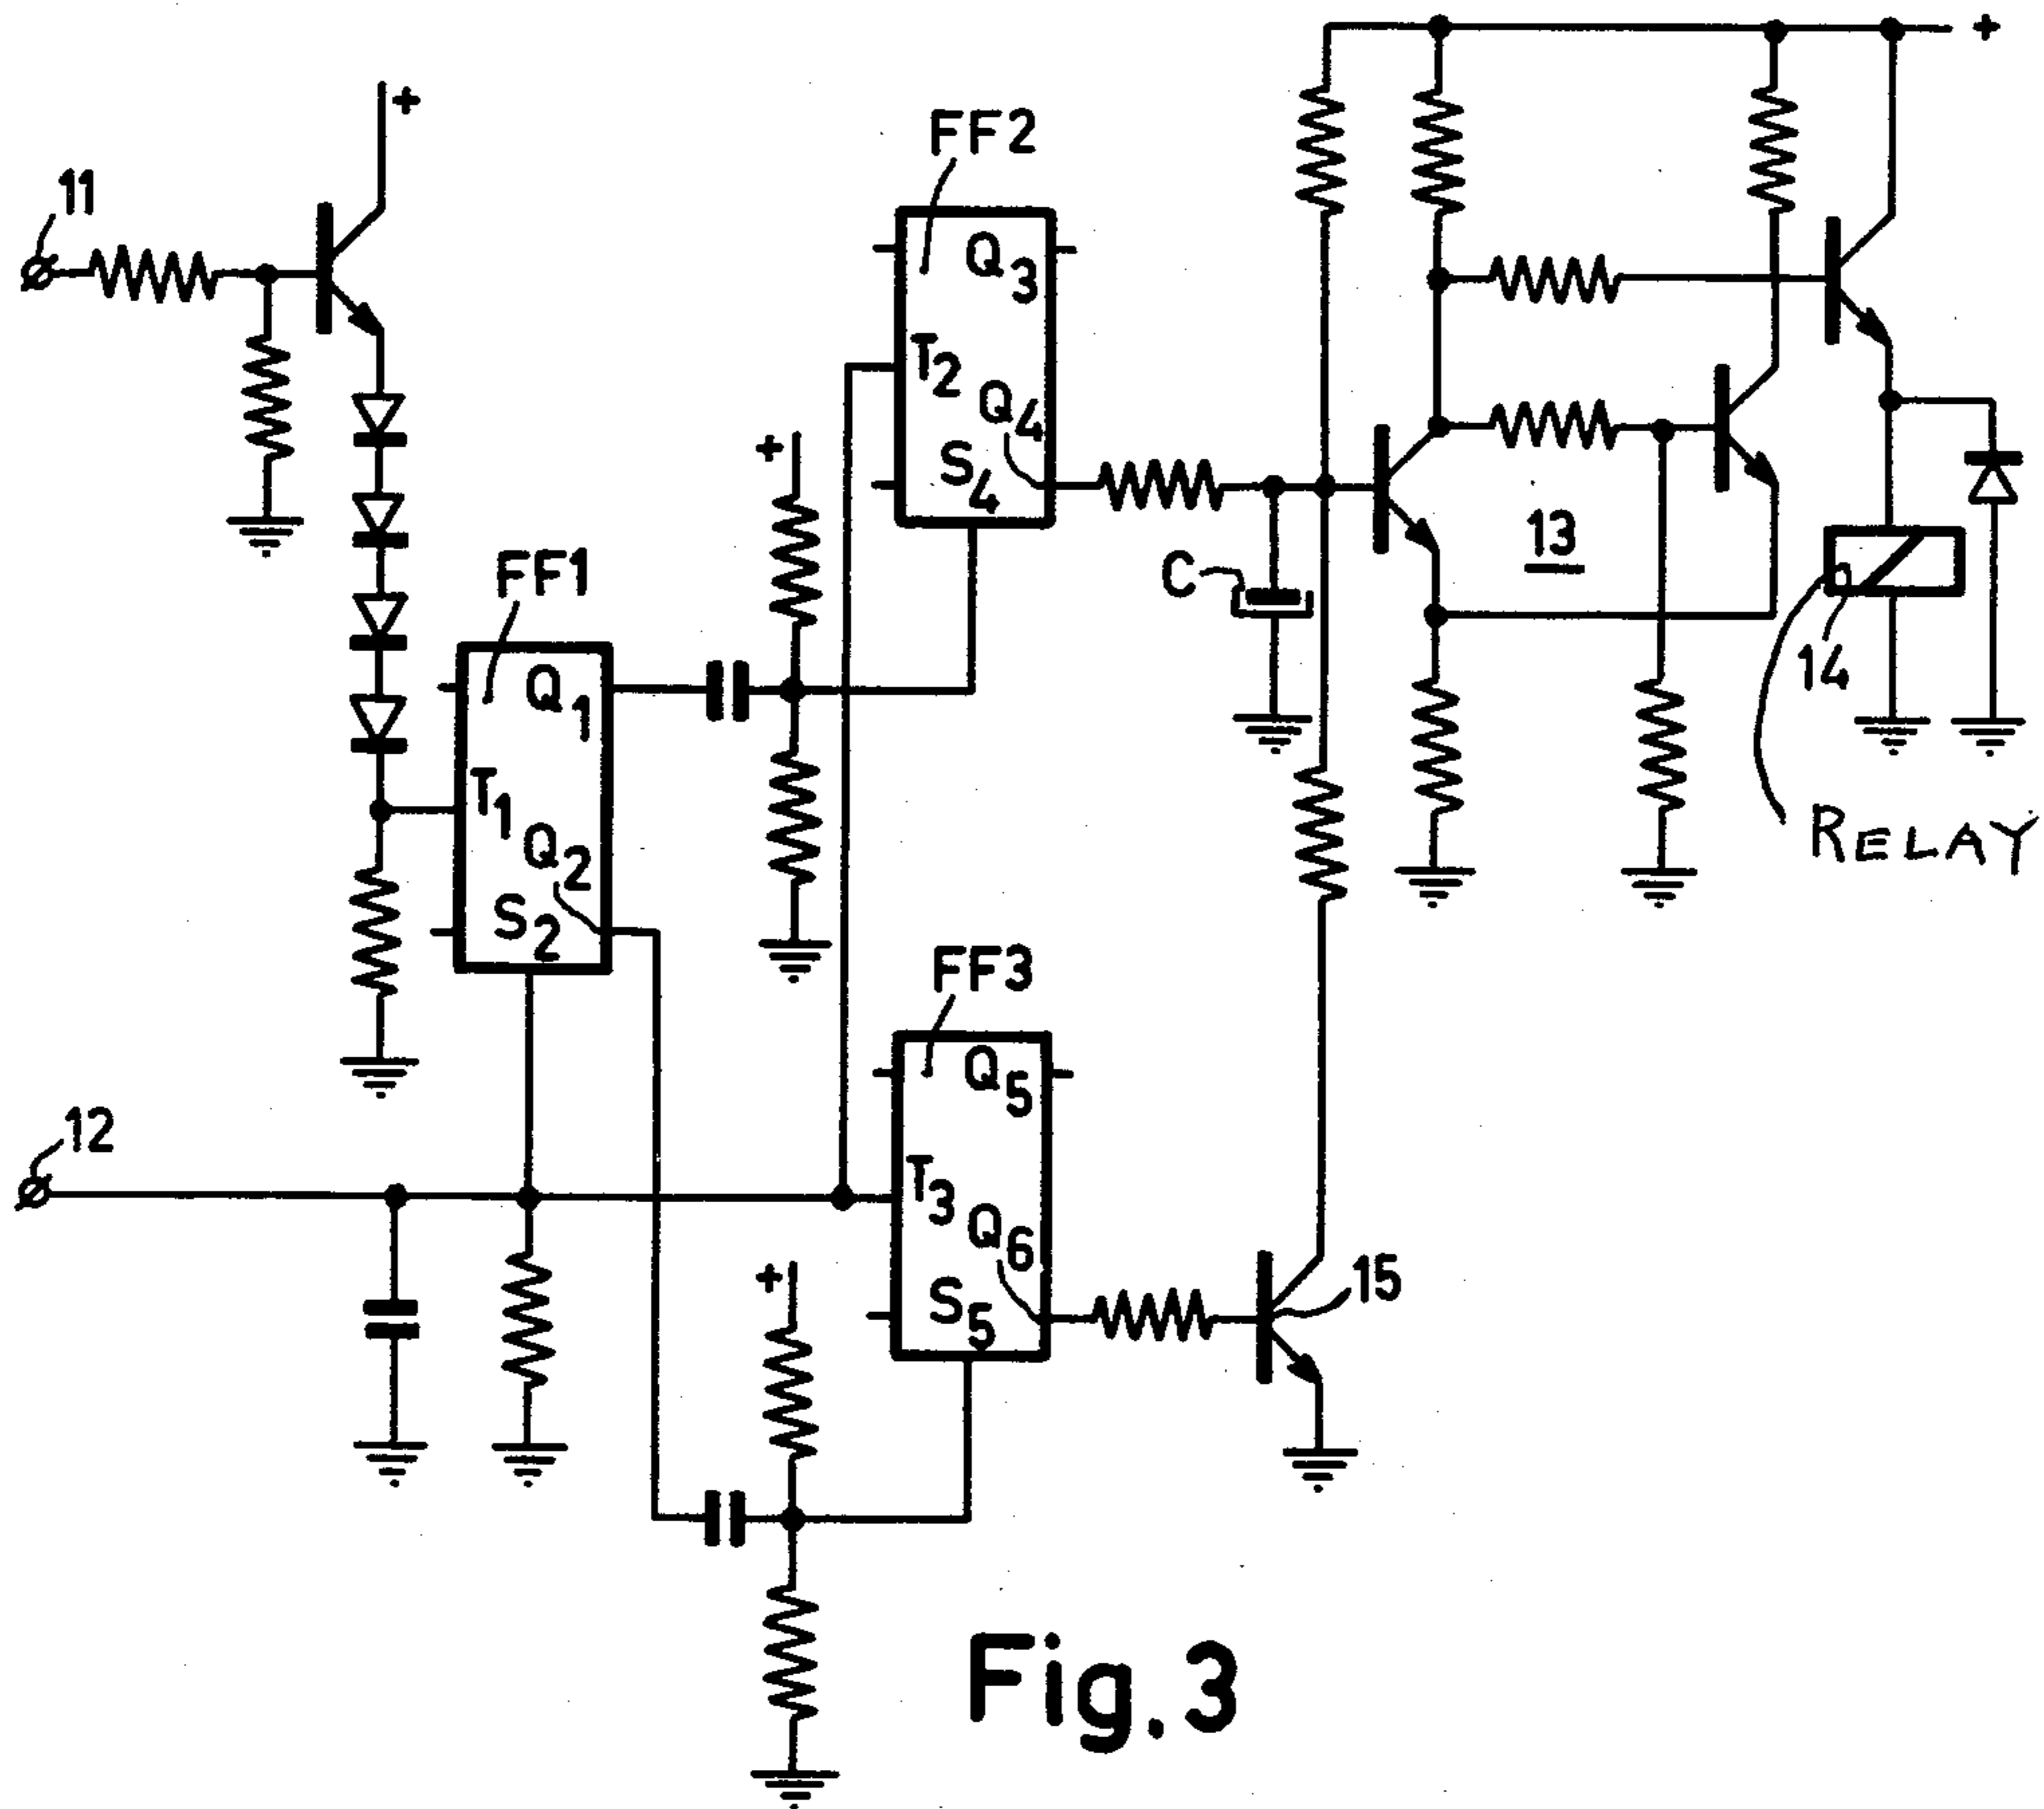 +
+
11
FF2
Q3
T2
Q4
S4
+
13
C
FF1
14
Q1
T1
Q2
S2
RELAY
FF3
12
Q5
T3
Q6
S5
+
15
Fig.3